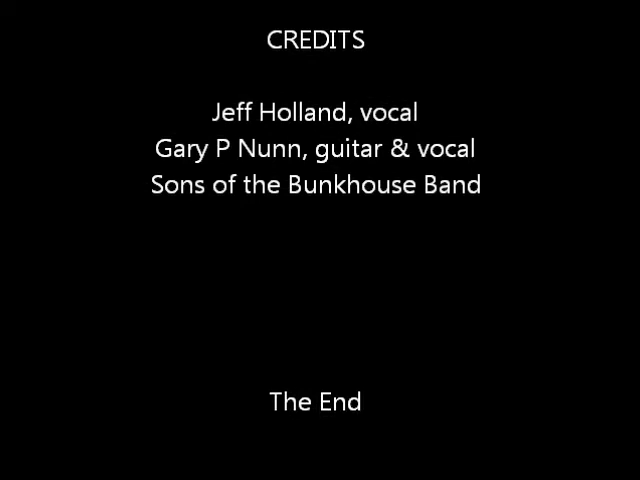 CREDITS
Jeff Holland, vocal
Gary P Nunn, guitar & vocal
Sons of the Bunkhouse Band
The End